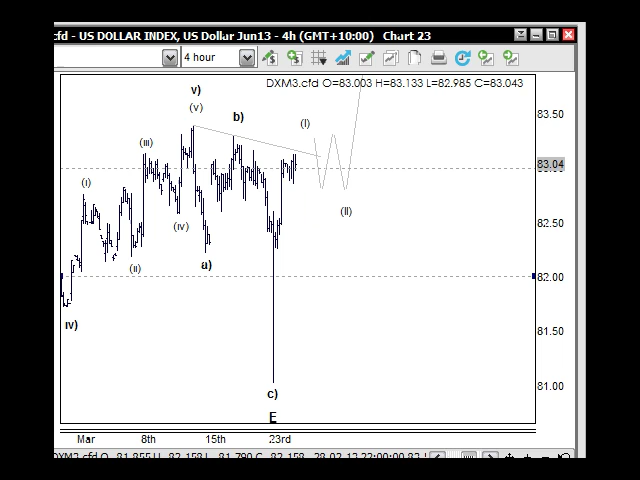 cfd - US DOLLAR INDEX, US Dollar Jun13 - 4h (GMT+10:00) Chart 23
4 hour
DXM3.cfd O=83.003 H=83.133 L=82.985 C=83.043
v)
(v)
83.50
b)
(I)
(iii)
83.04
(i)
(II)
(iv)
82.50
a)
(ii)
82.00
iv)
81.50
81.00
c)
E
Mar 8th 15th 23rd